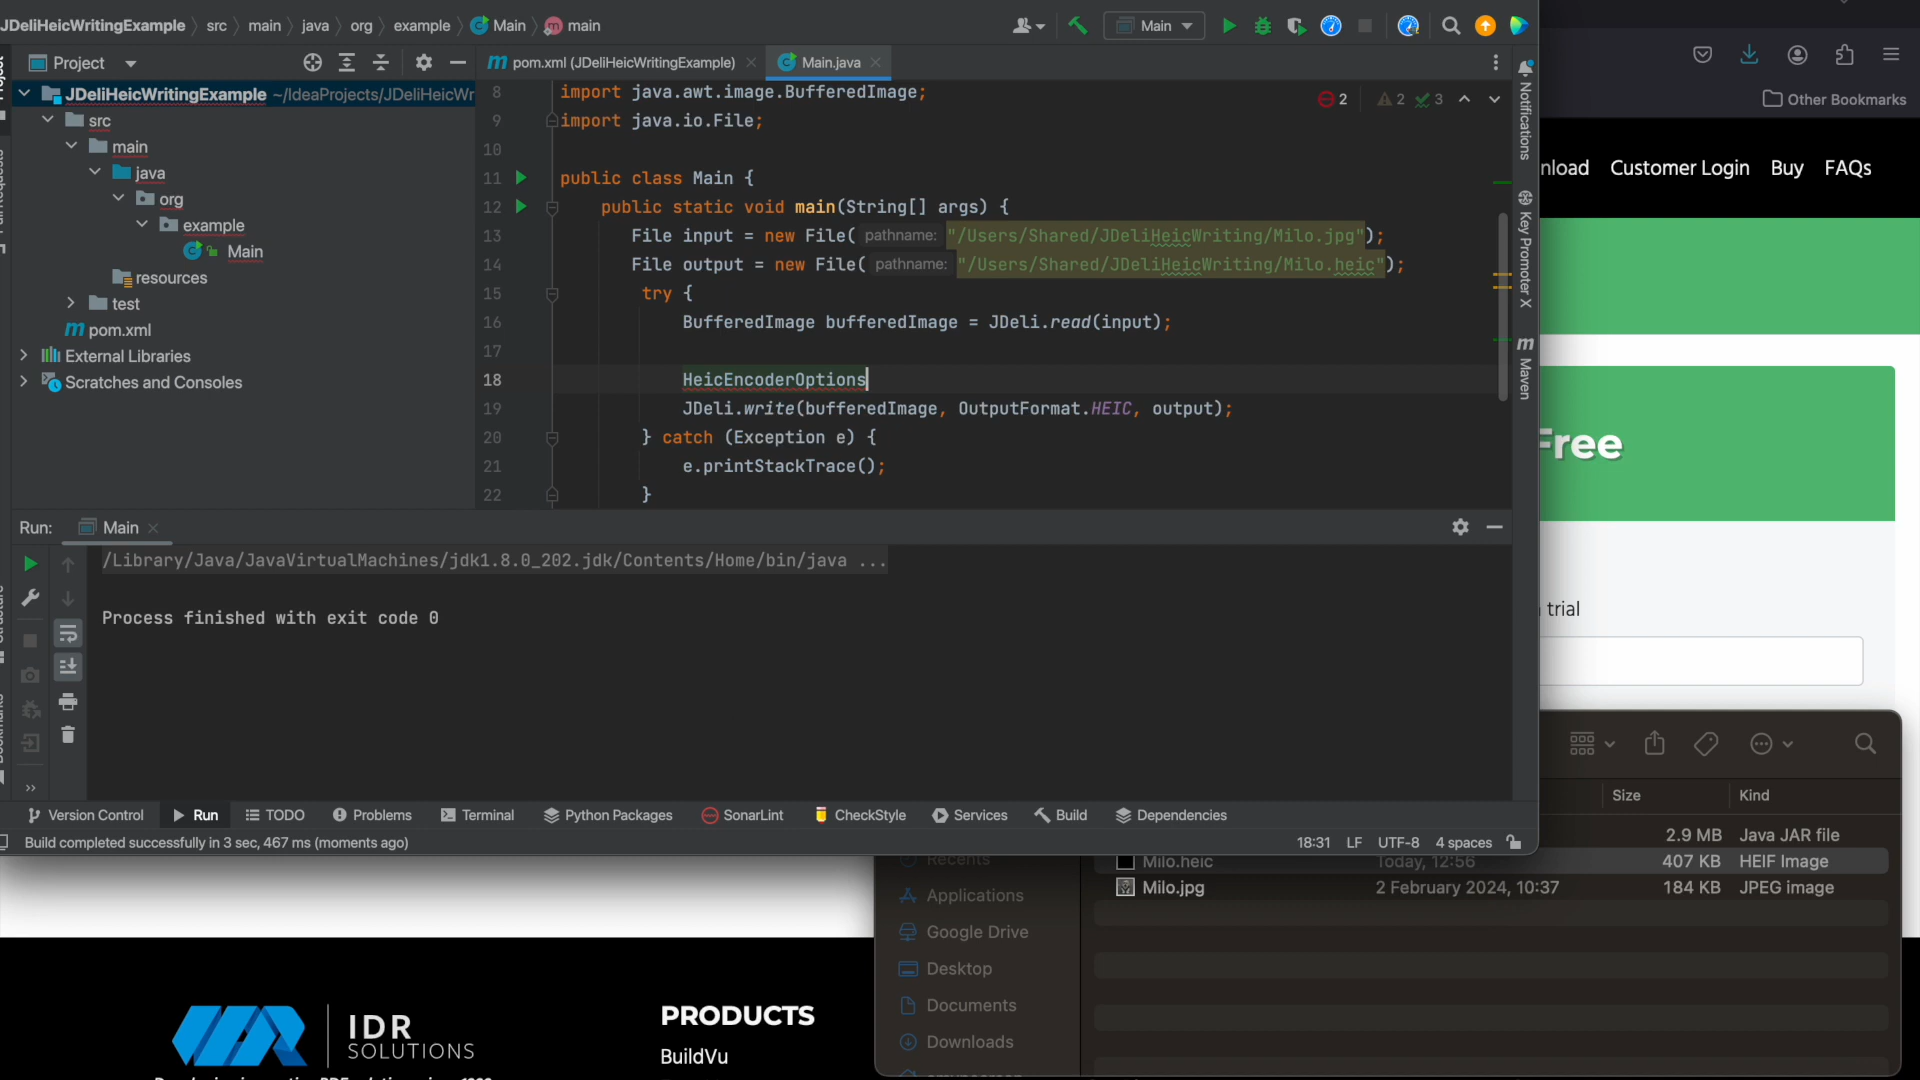 JDeliHeicWritingExample src main java org example Main main
Main
Project
pom.xml (JDeliHeicWritingExample)
Main.java
JDeliHeicWritingExample ~/IdeaProjects/JDeliHeicWr
src
main
java
org
example
Main
resources
test
pom.xml
External Libraries
Scratches and Consoles
2 2 3
8 import java.awt.image.BufferedImage;
9 import java.io.File;
10
11 public class Main {
12 public static void main(String[] args) {
13 File input = new File( pathname: "/Users/Shared/JDeliHeicWriting/Milo.jpg");
14 File output = new File( pathname: "/Users/Shared/JDeliHeicWriting/Milo.heic");
15 try {
16 BufferedImage bufferedImage = JDeli.read(input);
17
18 HeicEncoderOptions
19 JDeli.write(bufferedImage, OutputFormat.HEIC, output);
20 } catch (Exception e) {
21 e.printStackTrace();
22 }
Notifications
Key Promoter X
Maven
Run: Main
/Library/Java/JavaVirtualMachines/jdk1.8.0_202.jdk/Contents/Home/bin/java ...
Process finished with exit code 0
Version Control Run TODO Problems Terminal Python Packages SonarLint CheckStyle Services Build Dependencies
Build completed successfully in 3 sec, 467 ms (moments ago)
18:31 LF UTF-8 4 spaces
Other Bookmarks
nload Customer Login Buy FAQs
Free
trial
Size Kind
2.9 MB Java JAR file
Milo.heic Today, 12:56 407 KB HEIF Image
Milo.jpg 2 February 2024, 10:37 184 KB JPEG image
Recents
Applications
Google Drive
Desktop
Documents
Downloads
IDR
SOLUTIONS
PRODUCTS
BuildVu